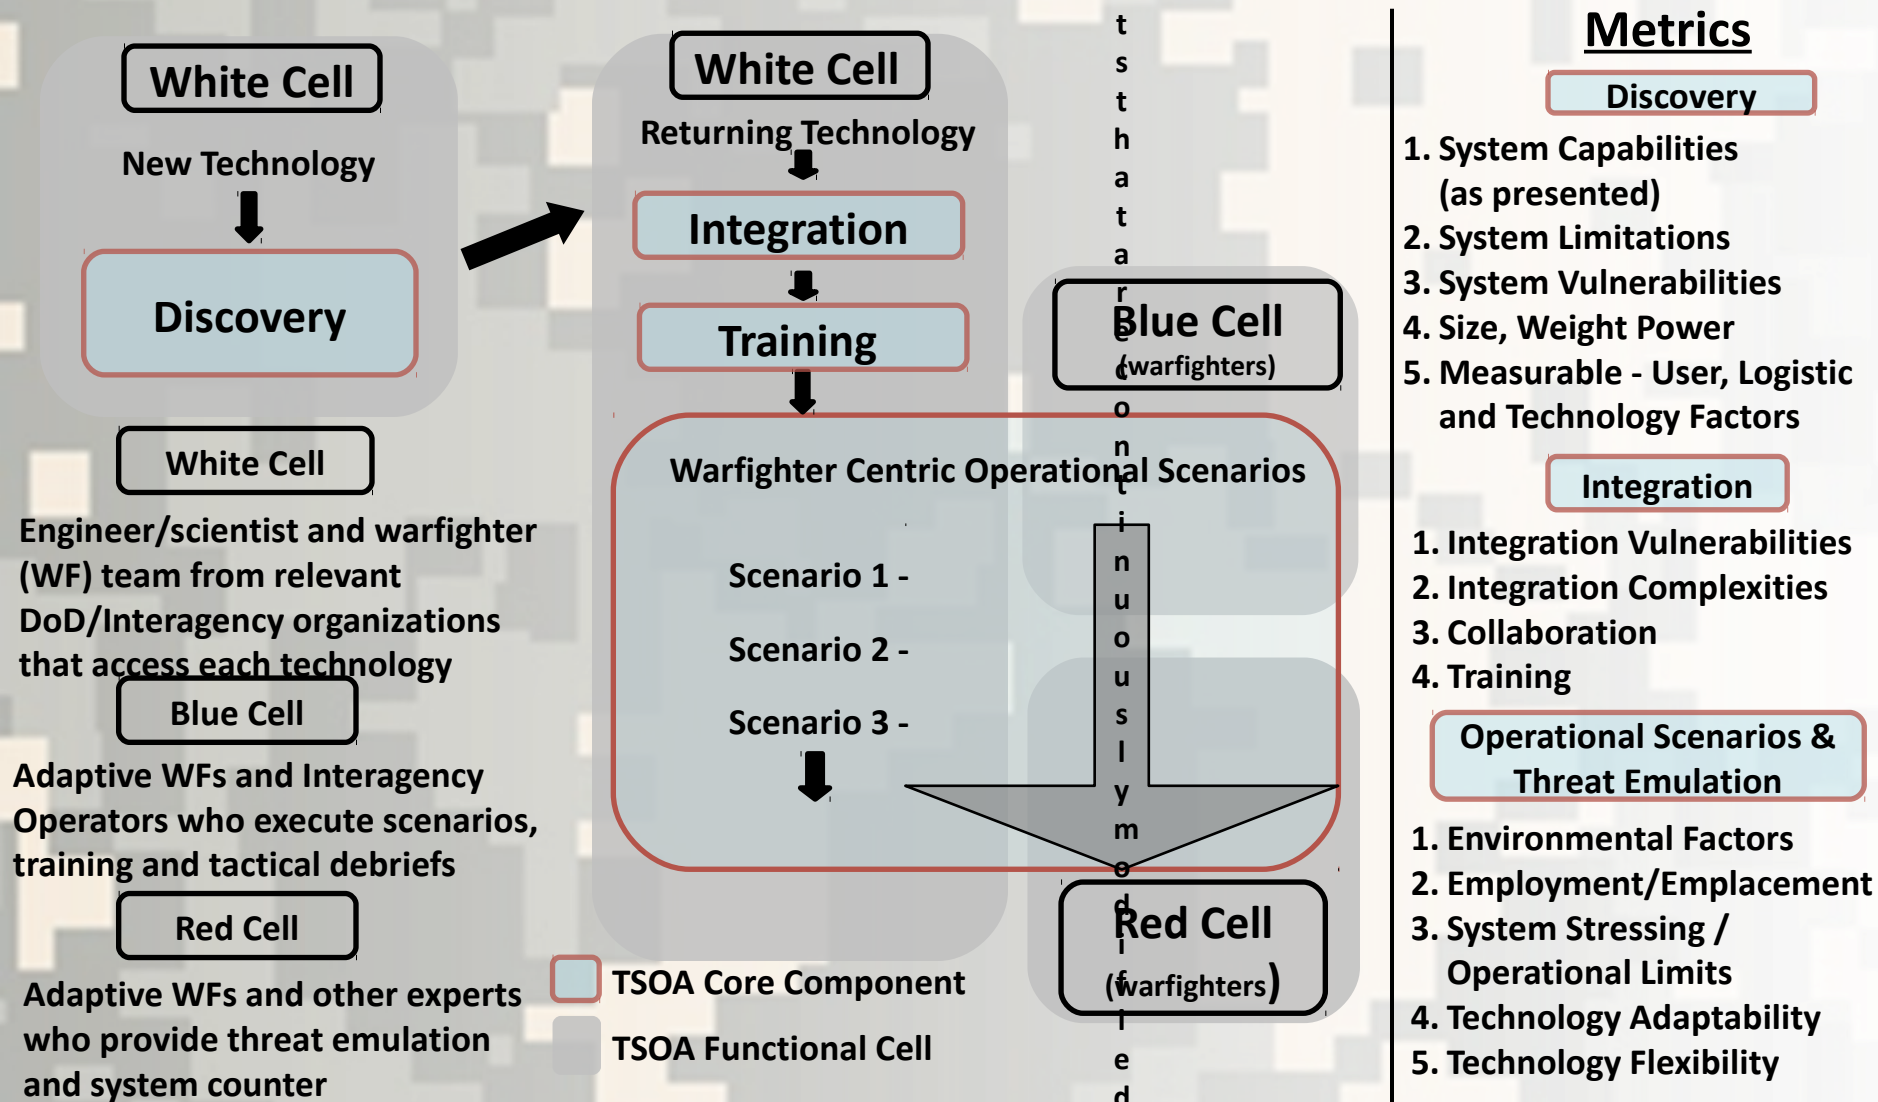 White Cell
New Technology
Discovery
White Cell
Engineer/scientist and warfighter
(WF) team from relevant
DoD/Interagency organizations
that access each technology
Blue Cell
Adaptive WFs and Interagency
Operators who execute scenarios,
training and tactical debriefs
Red Cell
Adaptive WFs and other experts
who provide threat emulation
and system counter
White Cell
Returning Technology
Integration
Training
Warfighter Centric Operational Scenarios
Scenario 1 -
Scenario 2 -
Scenario 3 -
TSOA Core Component
TSOA Functional Cell
tsthatarecontinuouslymodified
Blue Cell
(warfighters)
Red Cell
(warfighters)
Metrics
Discovery
1. System Capabilities
(as presented)
2. System Limitations
3. System Vulnerabilities
4. Size, Weight Power
5. Measurable - User, Logistic
and Technology Factors
Integration
1. Integration Vulnerabilities
2. Integration Complexities
3. Collaboration
4. Training
Operational Scenarios &
Threat Emulation
1. Environmental Factors
2. Employment/Emplacement
3. System Stressing /
Operational Limits
4. Technology Adaptability
5. Technology Flexibility